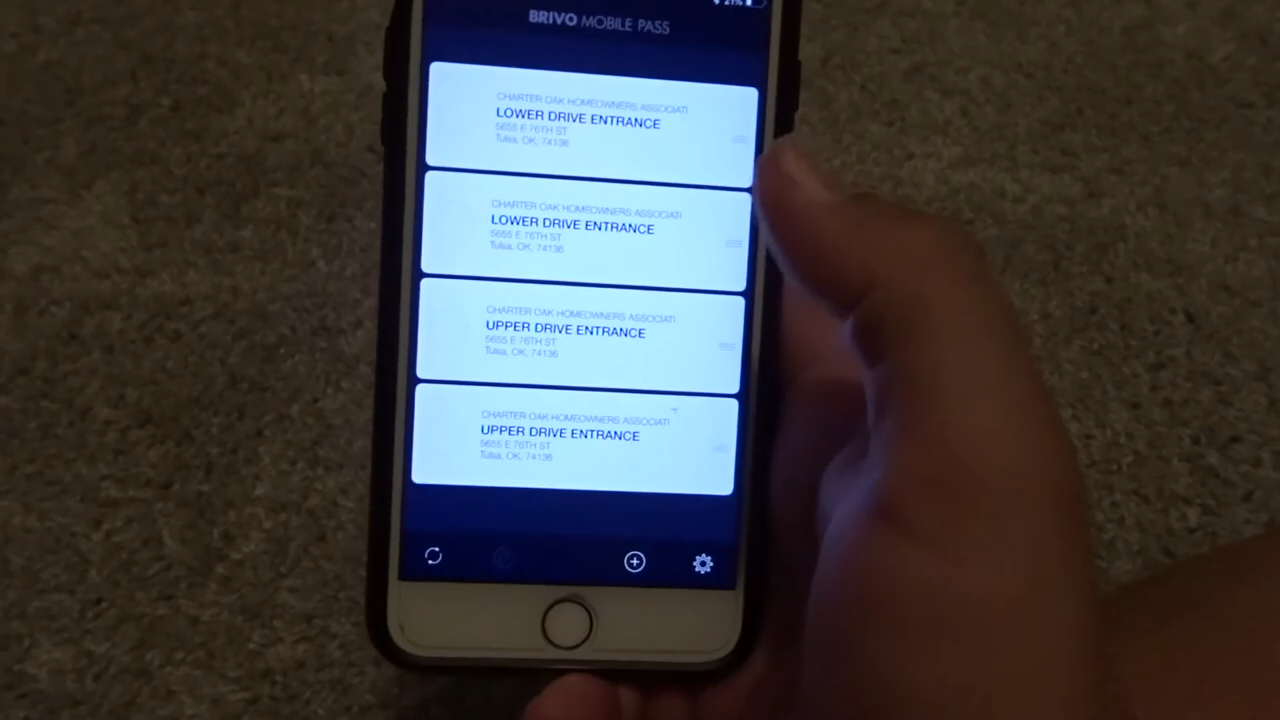 21%
BRIVO MOBILE PASS
CHARTER OAK HOMEOWNERS ASSOCIATI
LOWER DRIVE ENTRANCE
5655 E 76TH ST
Tulsa, OK, 74136
CHARTER OAK HOMEOWNERS ASSOCIATI
LOWER DRIVE ENTRANCE
5655 E 76TH ST
Tulsa, OK, 74136
CHARTER OAK HOMEOWNERS ASSOCIATI
UPPER DRIVE ENTRANCE
5655 E 76TH ST
Tulsa, OK, 74136
CHARTER OAK HOMEOWNERS ASSOCIATI
UPPER DRIVE ENTRANCE
5655 E 76TH ST
Tulsa, OK, 74136